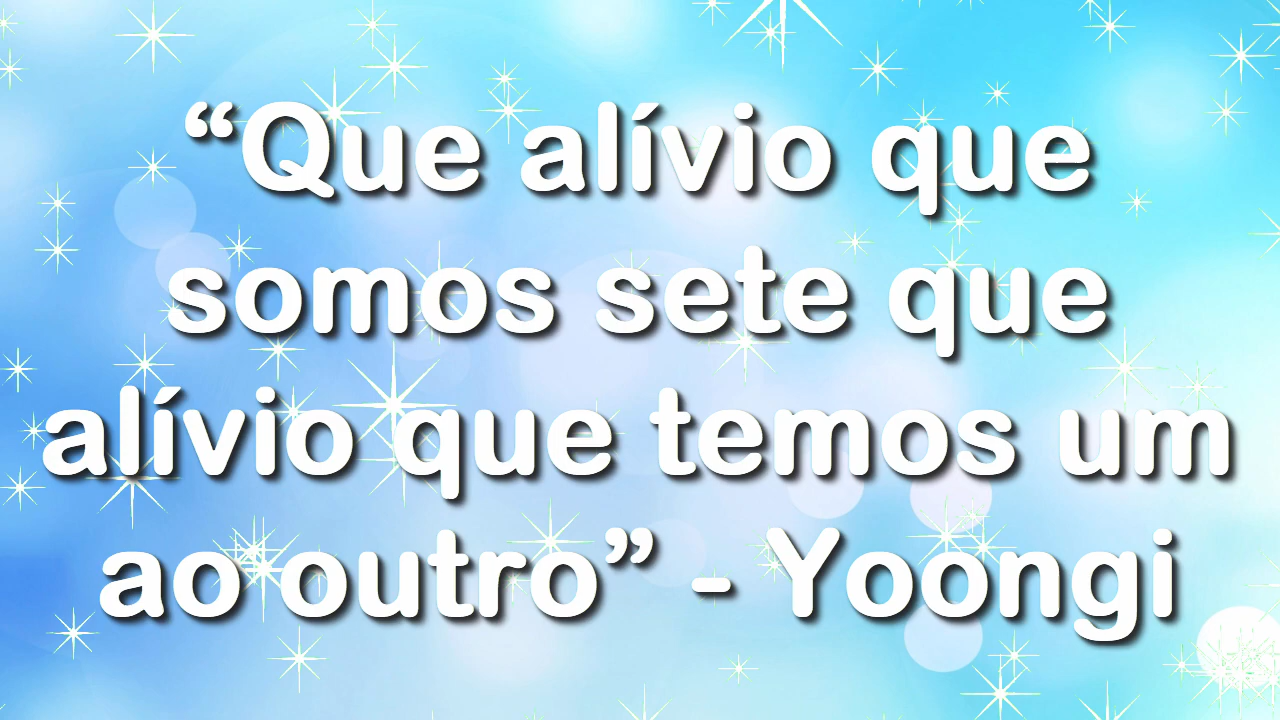 “Que alívio que
somos sete que
alívio que temos um
ao outro” - Yoongi